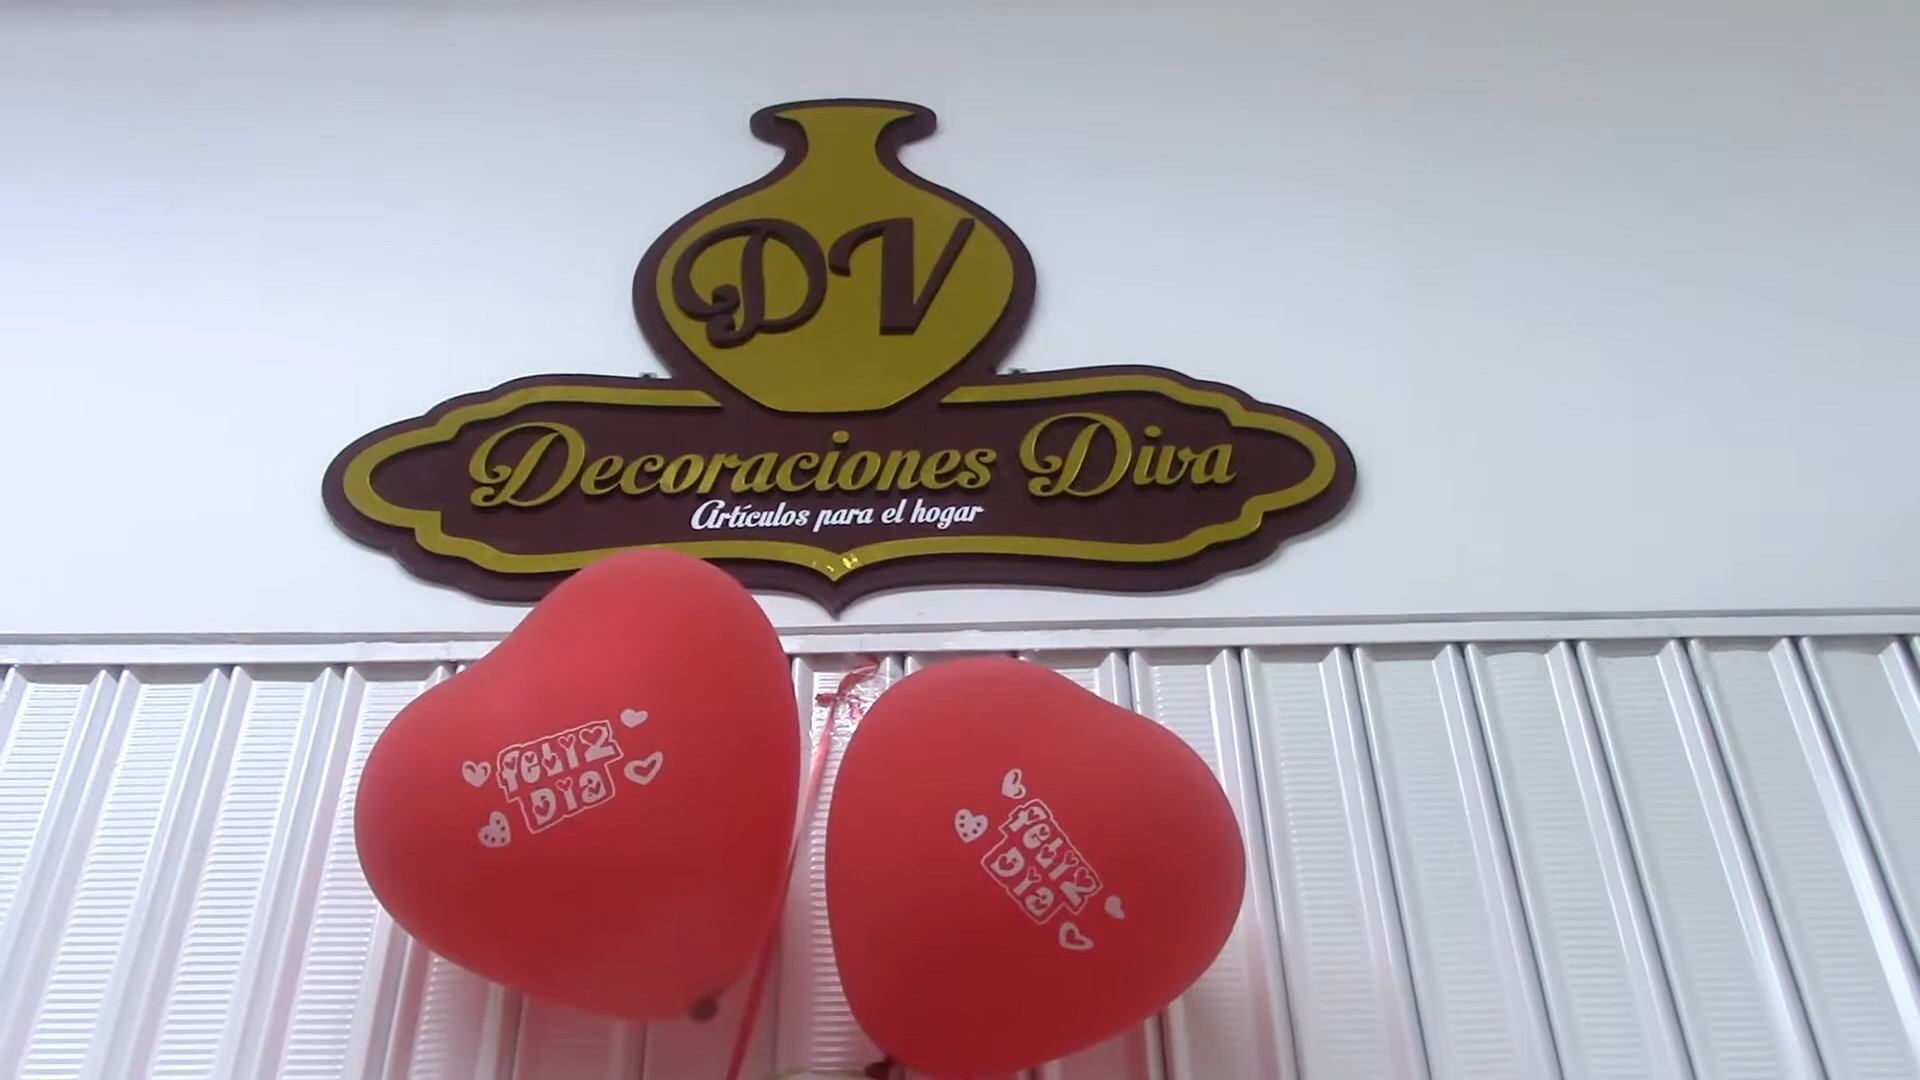 DV
Decoraciones Diva
Artículos para el hogar
feliz
Dia
feliz
Dia